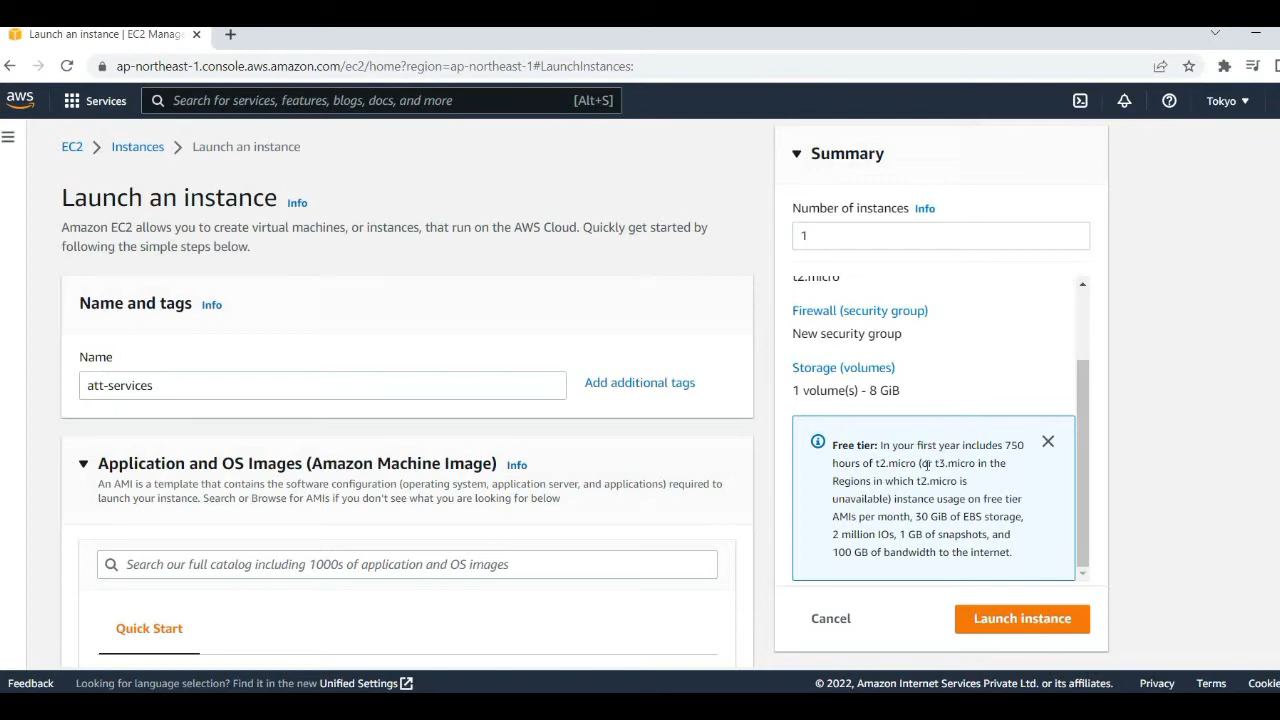 Launch an instance | EC2 Manag
ap-northeast-1.console.aws.amazon.com/ec2/home?region=ap-northeast-1#LaunchInstances:
aws
Services
Search for services, features, blogs, docs, and more
[Alt+S]
Tokyo
EC2
Instances
Launch an instance
Launch an instance
Info
Amazon EC2 allows you to create virtual machines, or instances, that run on the AWS Cloud. Quickly get started by
following the simple steps below.
Name and tags
Info
Name
att-services
Add additional tags
Application and OS Images (Amazon Machine Image)
Info
An AMI is a template that contains the software configuration (operating system, application server, and applications) required to
launch your instance. Search or Browse for AMIs if you don't see what you are looking for below
Search our full catalog including 1000s of application and OS images
Quick Start
Summary
Number of instances
Info
1
t2.micro
Firewall (security group)
New security group
Storage (volumes)
1 volume(s) - 8 GiB
Free tier: In your first year includes 750
hours of t2.micro (or t3.micro in the
Regions in which t2.micro is
unavailable) instance usage on free tier
AMIs per month, 30 GiB of EBS storage,
2 million IOs, 1 GB of snapshots, and
100 GB of bandwidth to the internet.
Cancel
Launch instance
Feedback
Looking for language selection? Find it in the new Unified Settings
© 2022, Amazon Internet Services Private Ltd. or its affiliates.
Privacy
Terms
Cookie